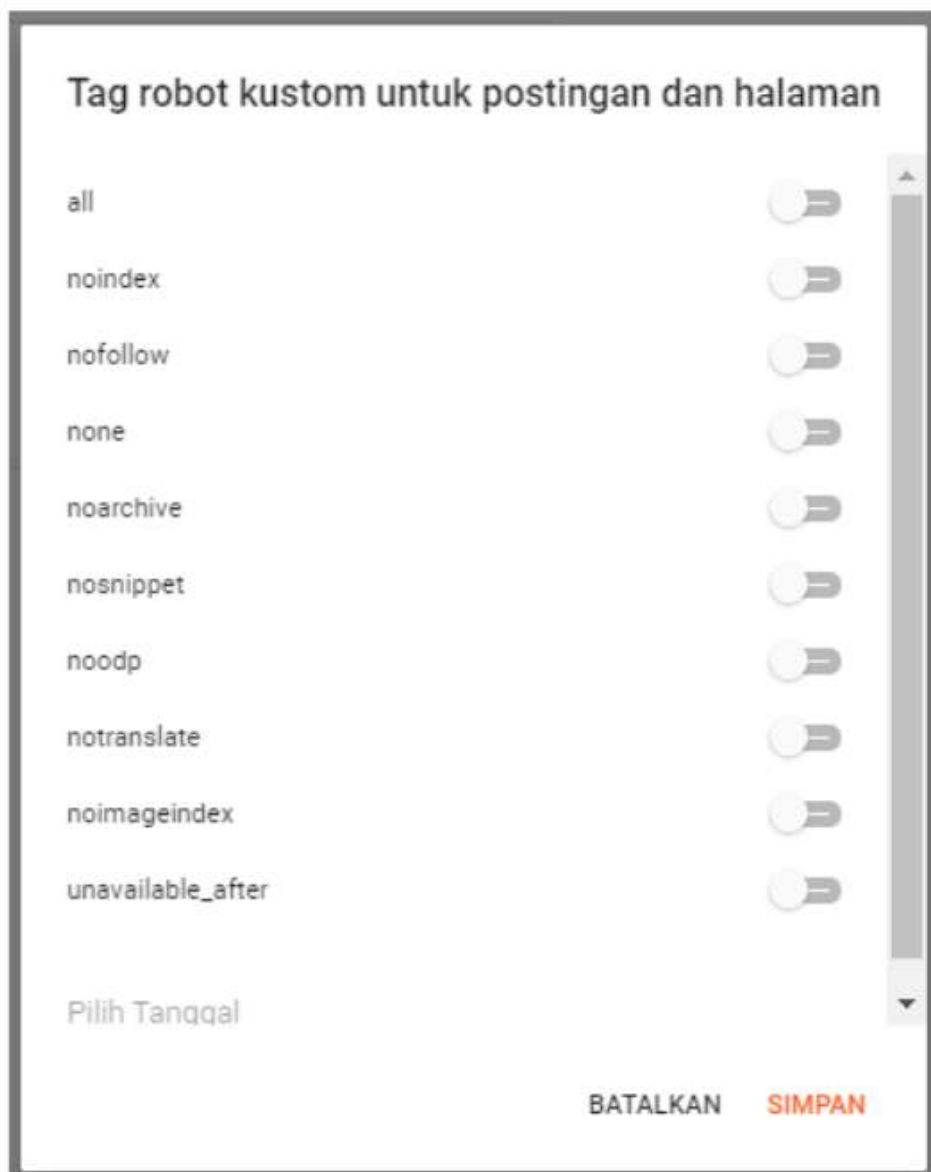 Tag robot kustom untuk postingan dan halaman
all
noindex
nofollow
none
noarchive
nosnippet
noodp
notranslate
noimageindex
unavailable_after
Pilih Tanggal
BATALKAN SIMPAN